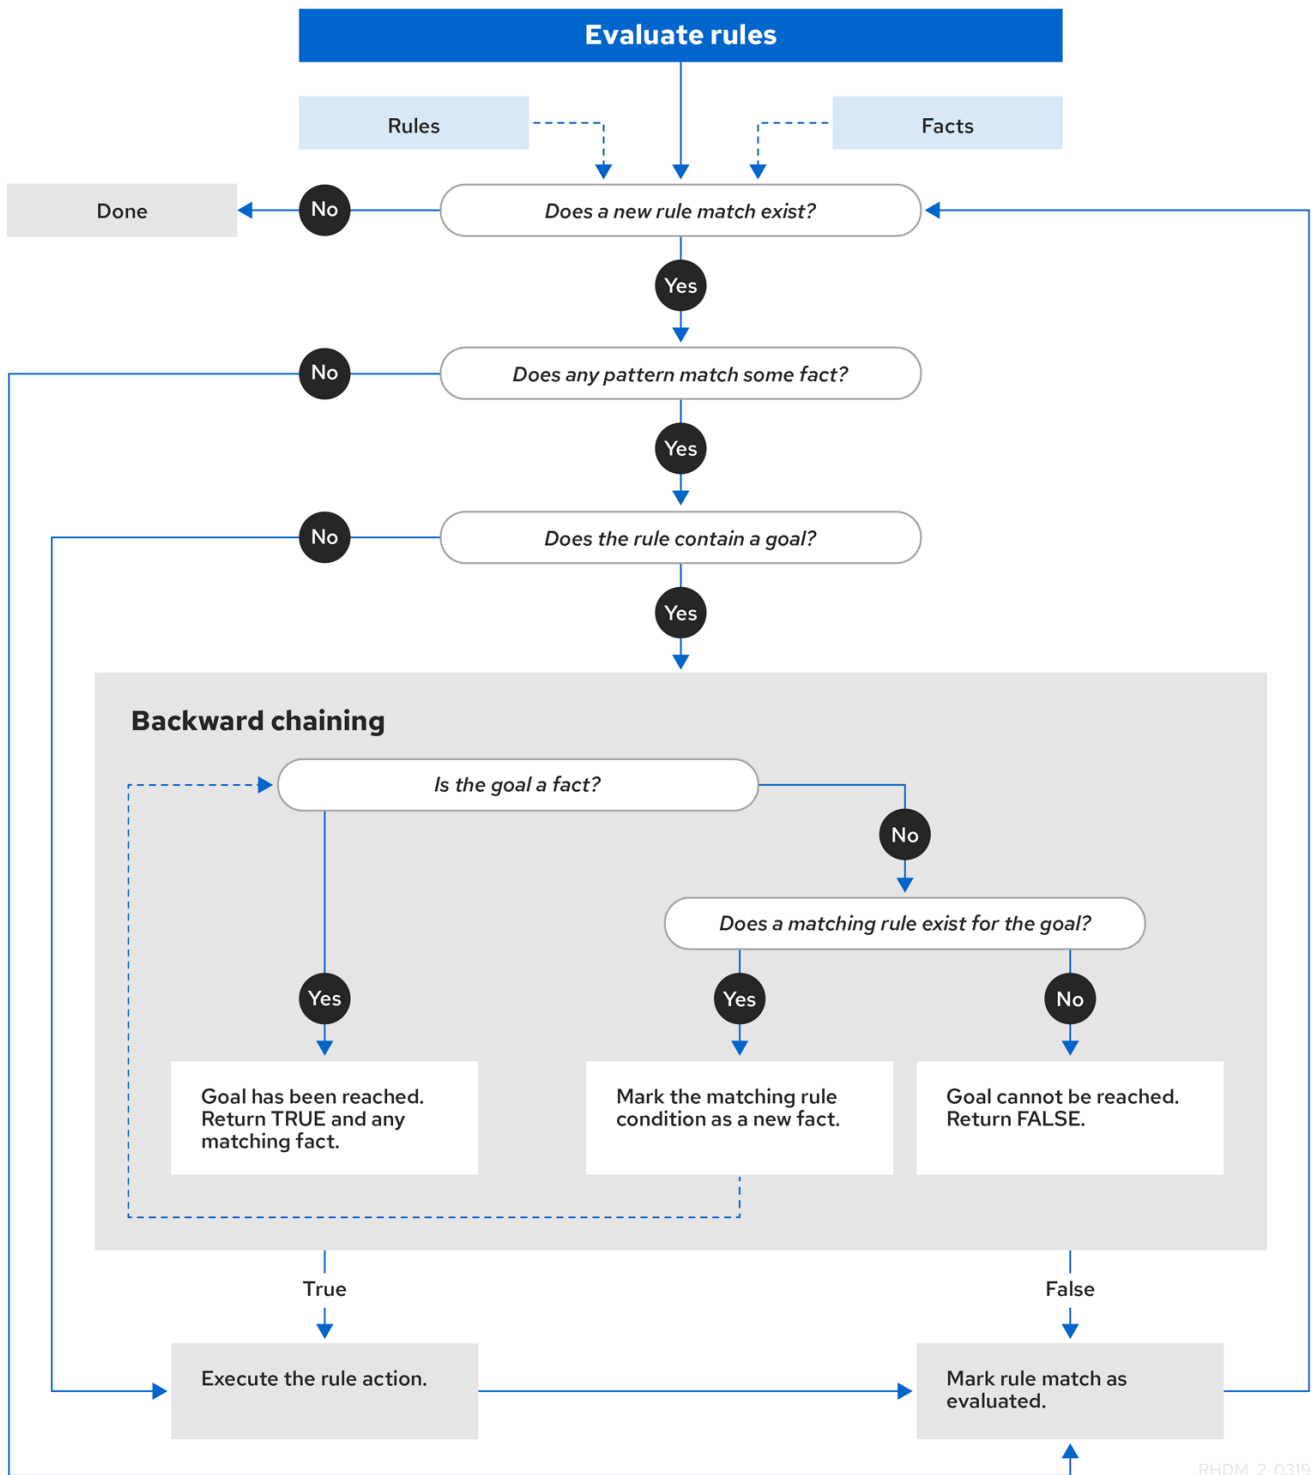 Evaluate rules
Rules
Facts
Done
No
Does a new rule match exist?
Yes
No
Does any pattern match some fact?
Yes
No
Does the rule contain a goal?
Yes
Backward chaining
Is the goal a fact?
No
Does a matching rule exist for the goal?
Yes
Yes
No
Goal has been reached.
Return TRUE and any
matching fact.
Mark the matching rule
condition as a new fact.
Goal cannot be reached.
Return FALSE.
True
False
Execute the rule action.
Mark rule match as
evaluated.
RHDM_2_0319